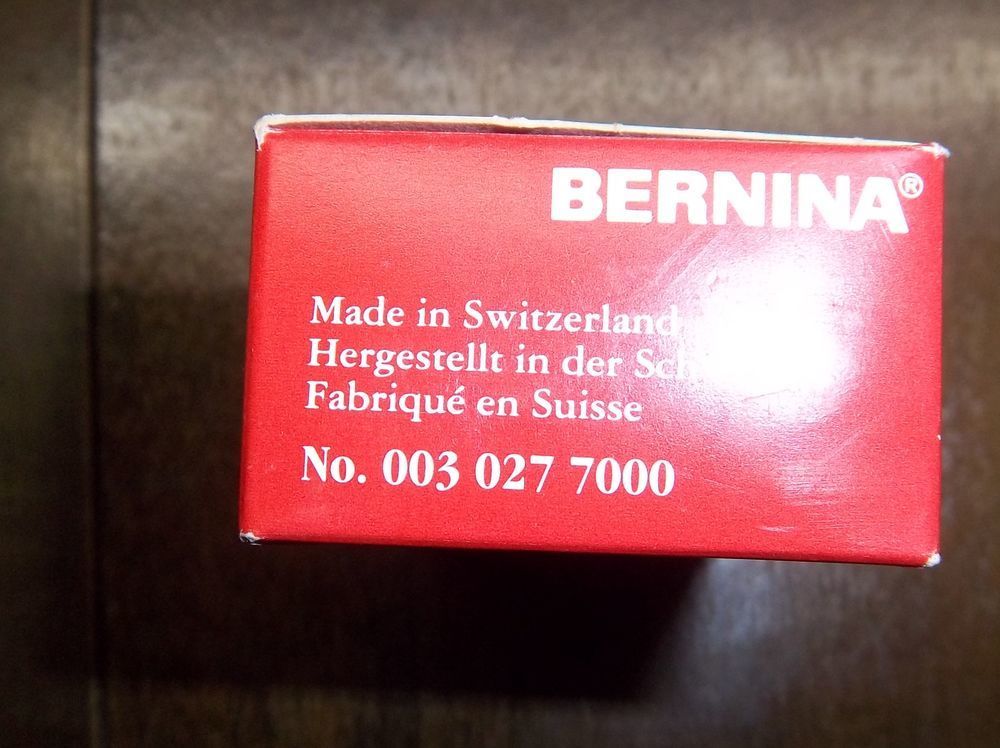 BERNINA®
Made in Switzerland
Hergestellt in der
Fabriqué en Suisse
No. 003 027 7000